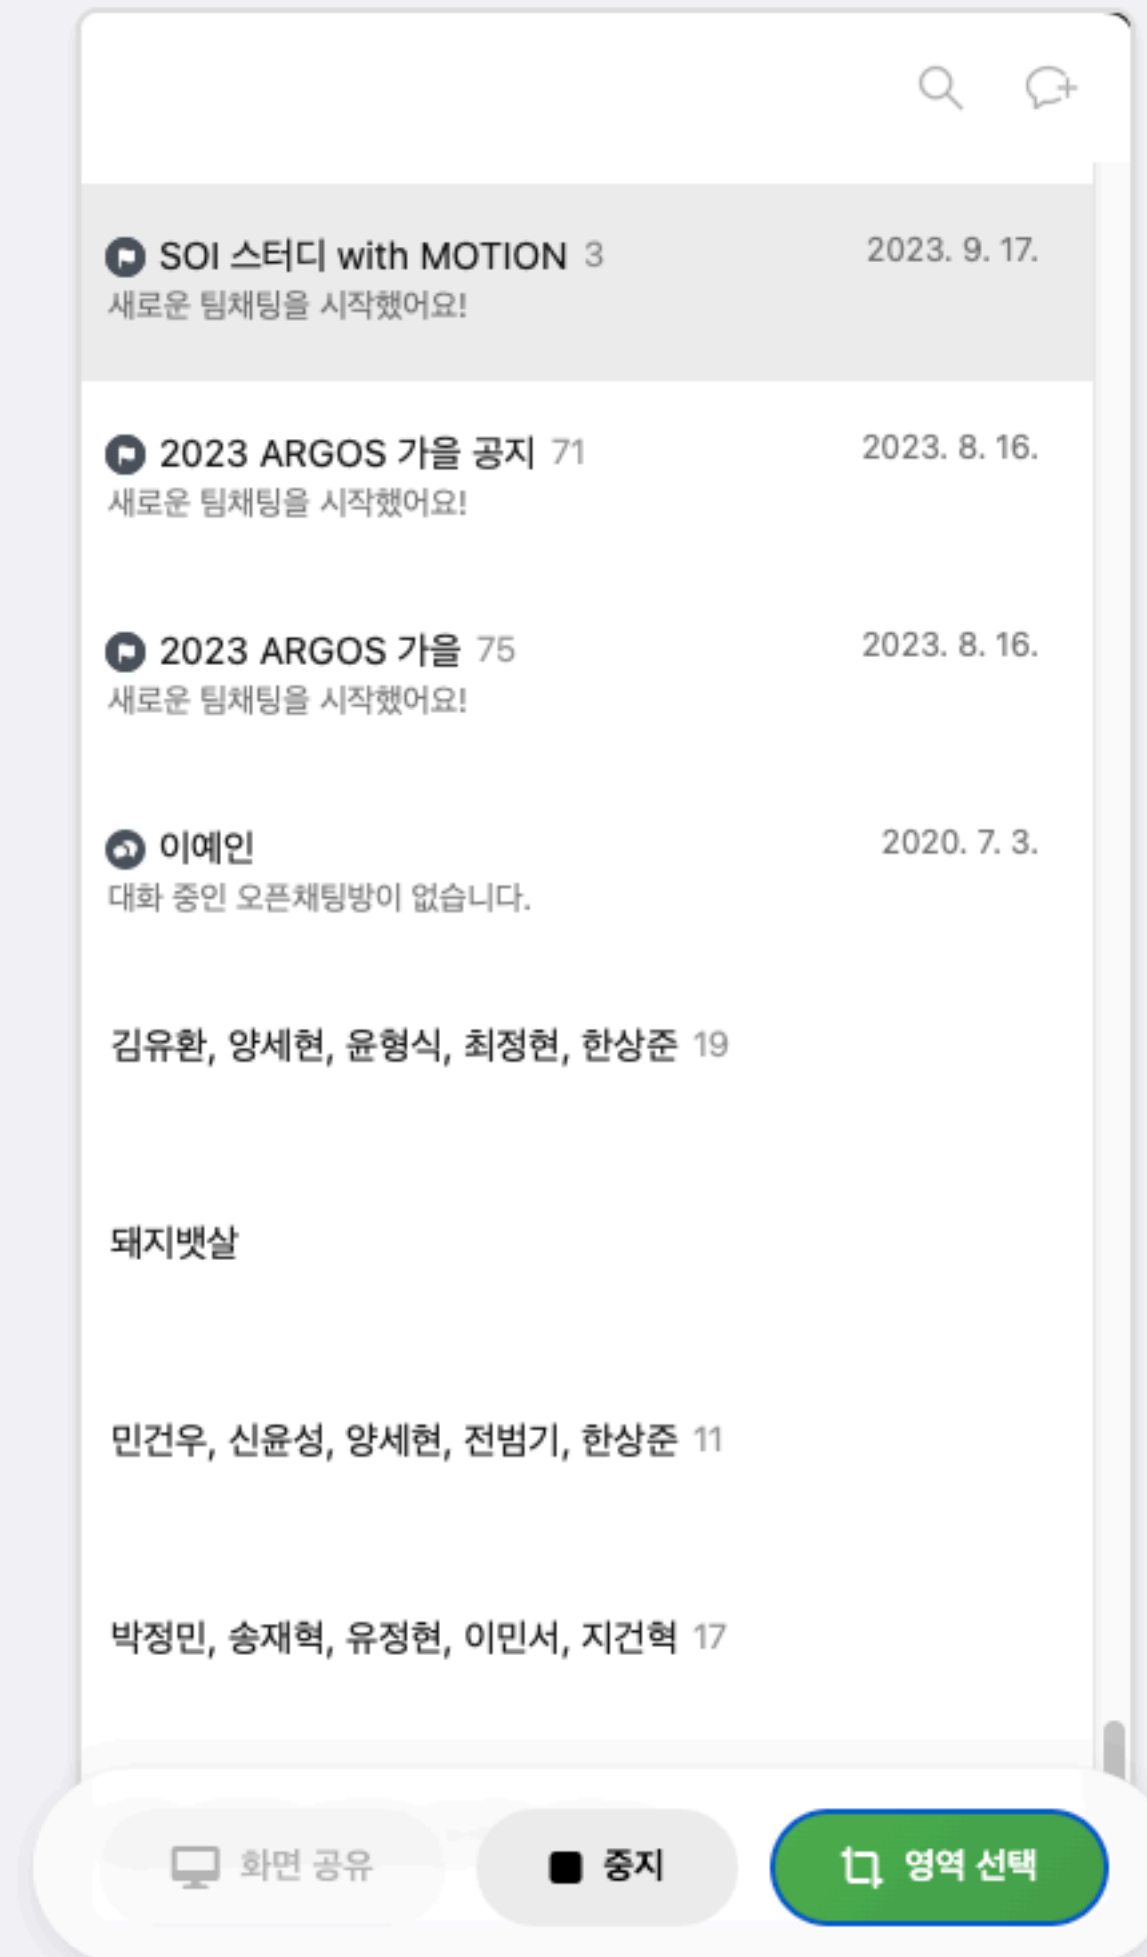 SOI 스터디 with MOTION 3 2023. 9. 17.
새로운 팀채팅을 시작했어요!
2023 ARGOS 가을 공지 71 2023. 8. 16.
새로운 팀채팅을 시작했어요!
2023 ARGOS 가을 75 2023. 8. 16.
새로운 팀채팅을 시작했어요!
이예인 2020. 7. 3.
대화 중인 오픈채팅방이 없습니다.
김유환, 양세현, 윤형식, 최정현, 한상준 19
돼지뱃살
민건우, 신윤성, 양세현, 전범기, 한상준 11
박정민, 송재혁, 유정현, 이민서, 지건혁 17
화면 공유 중지 영역 선택